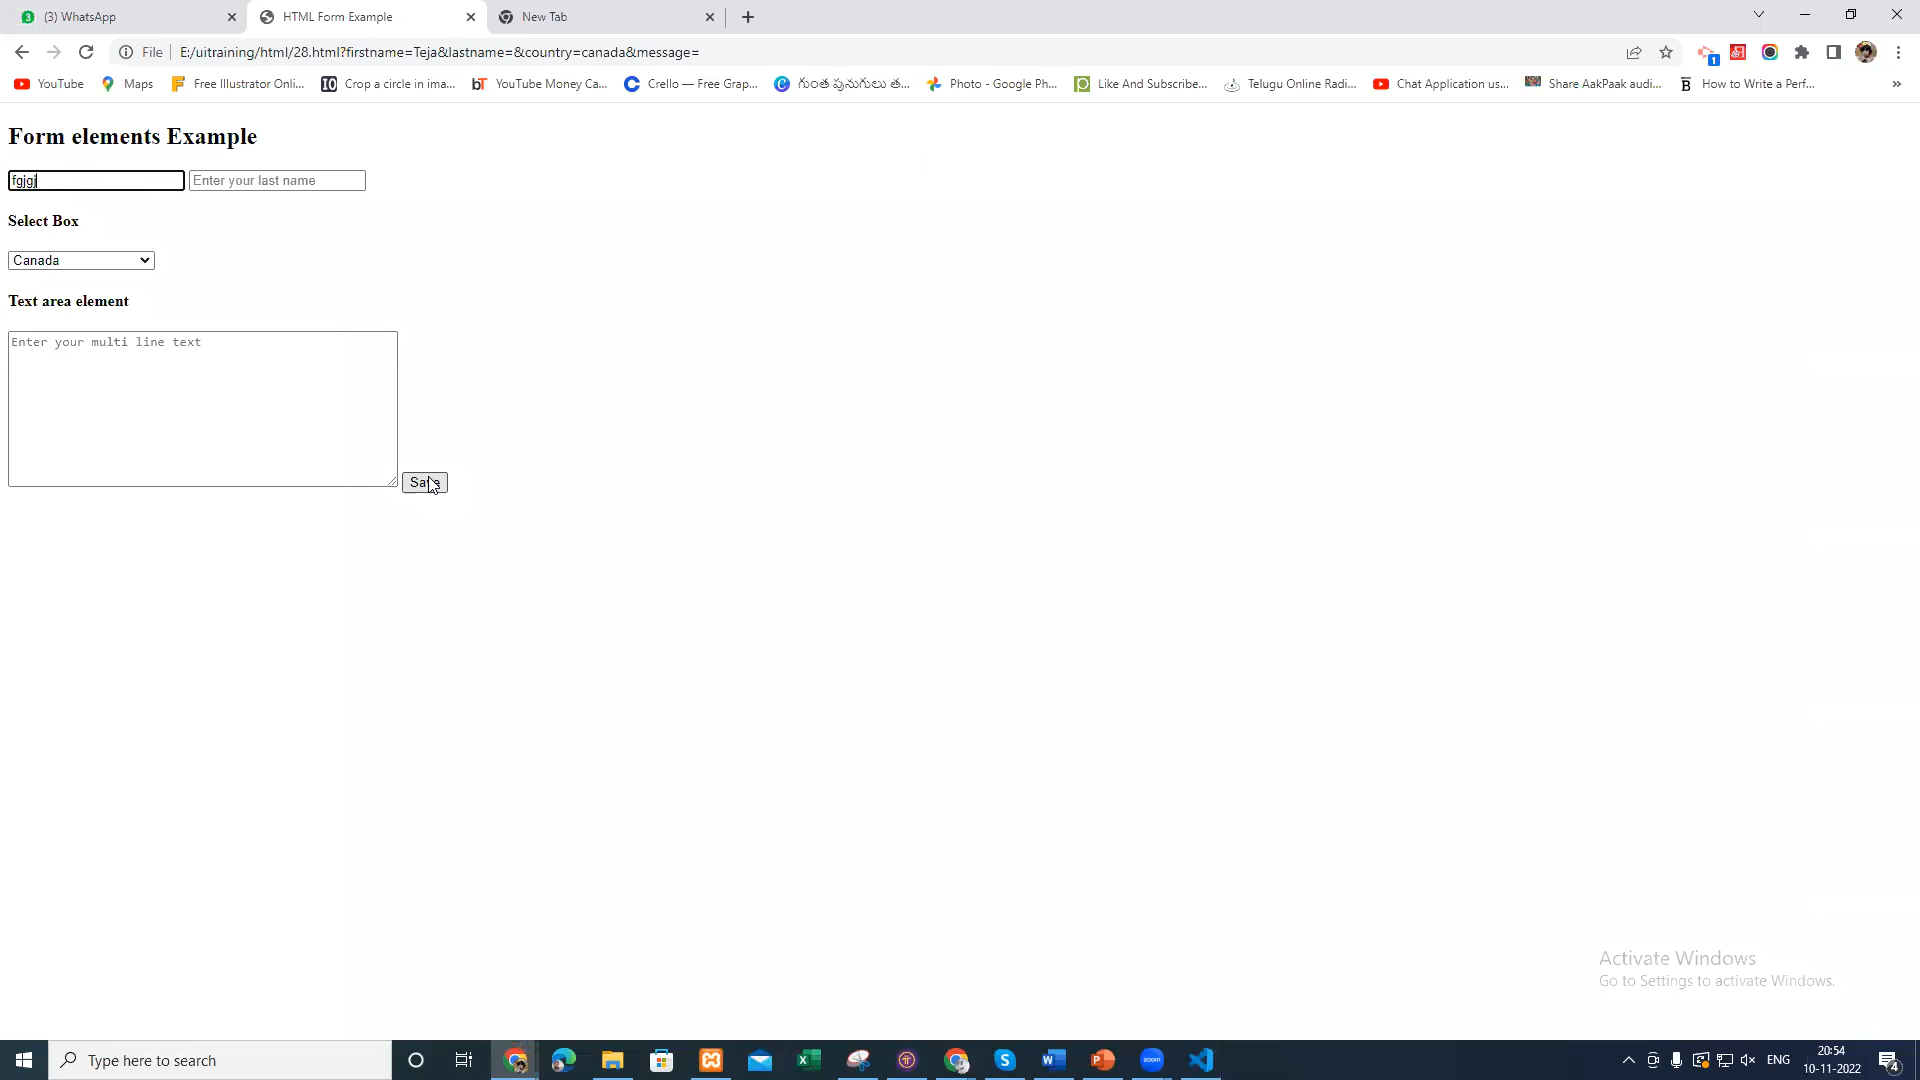 (3) WhatsApp
HTML Form Example
New Tab
File
E:/uitraining/html/28.html?firstname=Teja&lastname=&country=canada&message=
YouTube
Maps
Free Illustrator Onli...
Crop a circle in ima...
YouTube Money Ca...
Crello — Free Grap...
గుంత పునుగులు త...
Photo - Google Ph...
Like And Subscribe...
Telugu Online Radi...
Chat Application us...
Share AakPaak audi...
How to Write a Perf...
Form elements Example
fgjgj
Enter your last name
Select Box
Canada
Text area element
Enter your multi line text
Activate Windows
Go to Settings to activate Windows.
Type here to search
zoom
ENG
20:54
10-11-2022
4